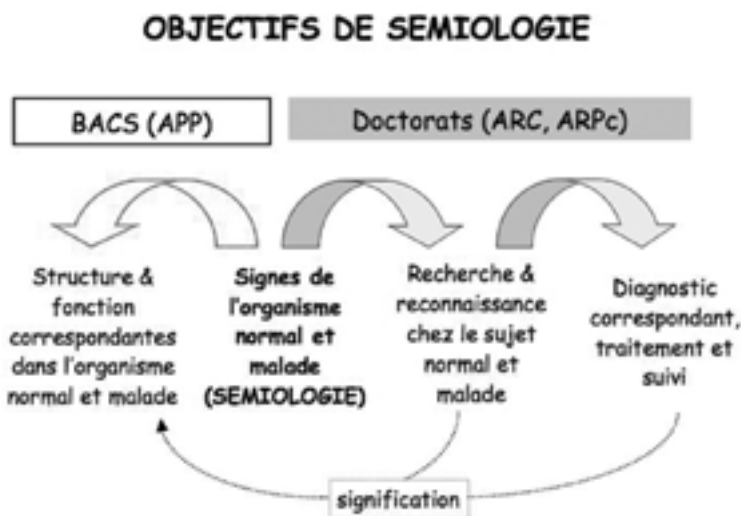 OBJECTIFS DE SEMIOLOGIE
BACS (APP)
Doctorats (ARC, ARPc)
Structure &
fonction
correspondantes
dans l'organisme
normal et malade
Signes de
l'organisme
normal et
malade
(SEMIOLOGIE)
Recherche &
reconnaissance
chez le sujet
normal et
malade
Diagnostic
correspondant,
traitement et
suivi
signification